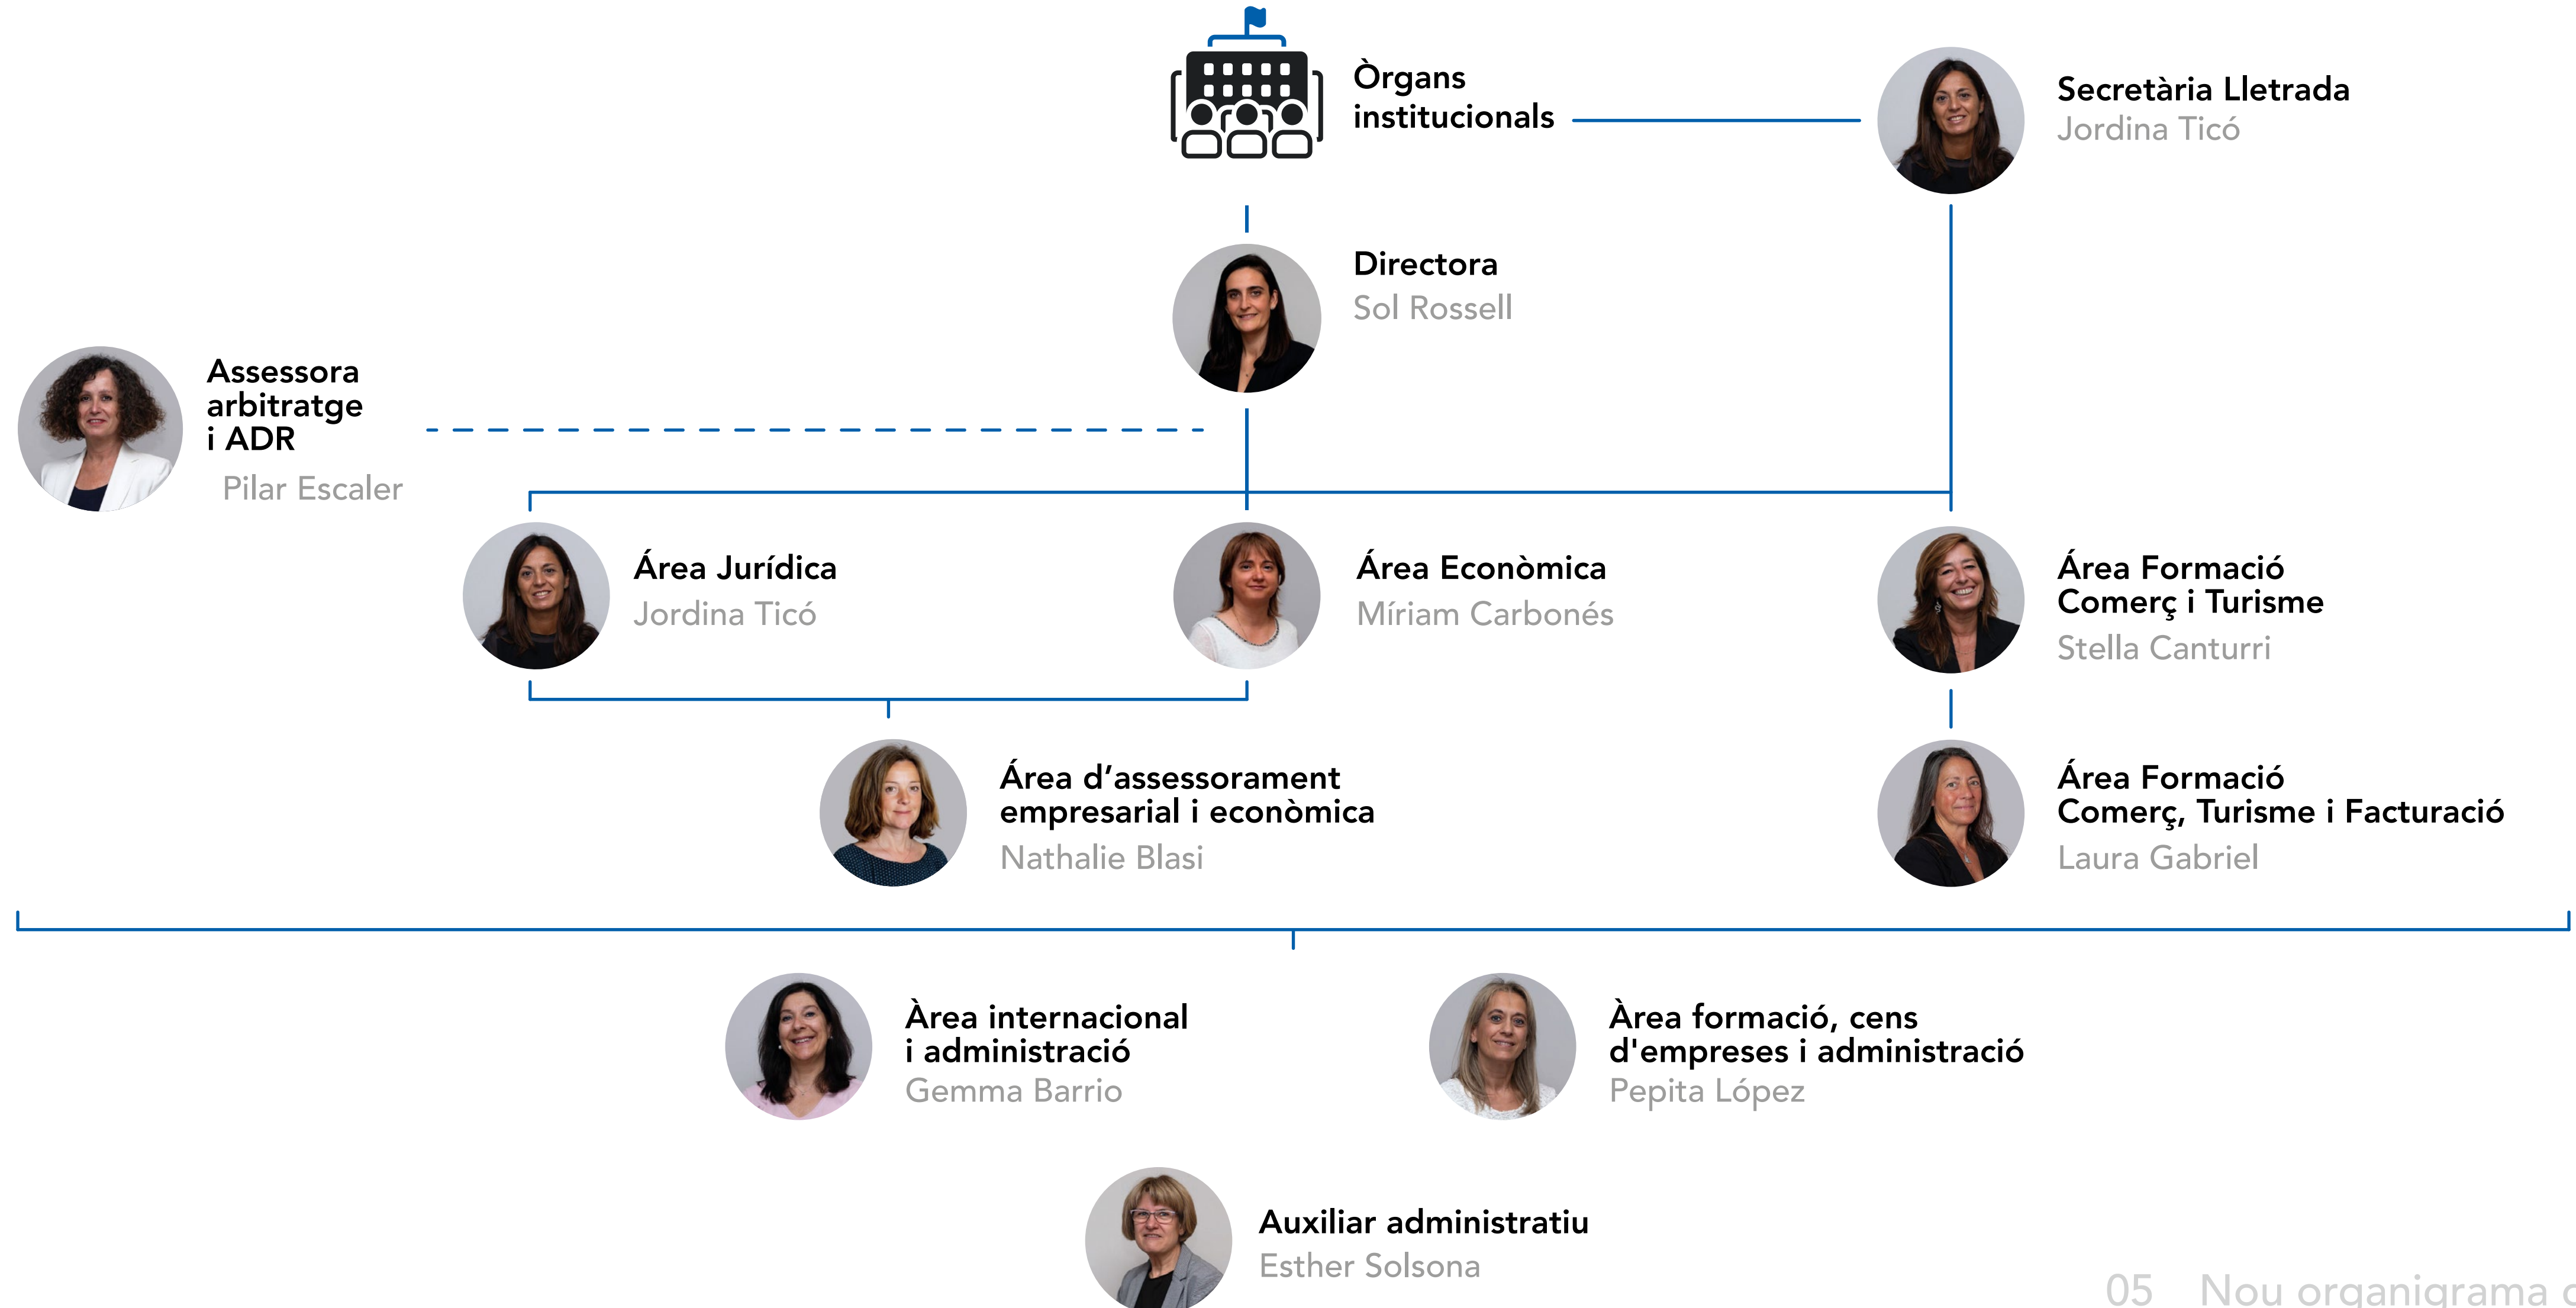 Òrgans
institucionals
Secretària Lletrada
Jordina Ticó
Directora
Sol Rossell
Assessora
arbitratge
i ADR
Pilar Escaler
Área Jurídica
Jordina Ticó
Área Econòmica
Míriam Carbonés
Área Formació
Comerç i Turisme
Stella Canturri
Área d’assessorament
empresarial i econòmica
Nathalie Blasi
Área Formació
Comerç, Turisme i Facturació
Laura Gabriel
Àrea internacional
i administració
Gemma Barrio
Àrea formació, cens
d'empreses i administració
Pepita López
Auxiliar administratiu
Esther Solsona
05 Nou organigrama